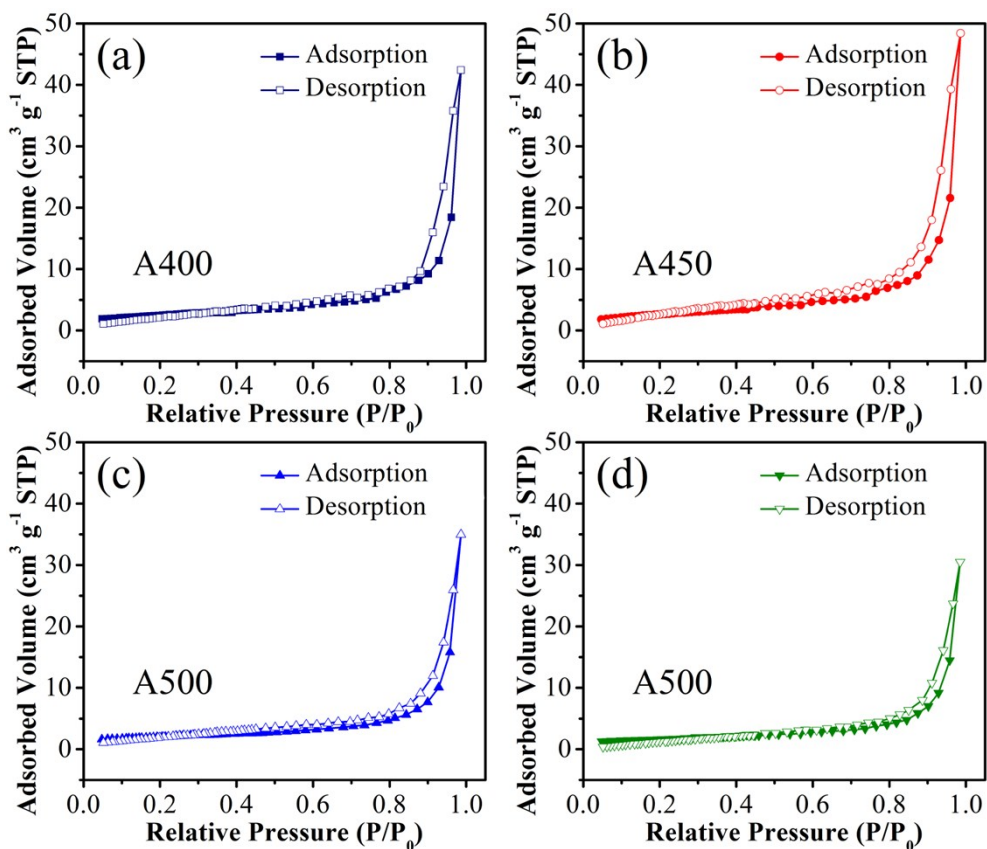 (a)
Adsorption
Desorption
A400
Adsorbed Volume (cm³ g⁻¹ STP)
50
40
30
20
10
0
0.0 0.2 0.4 0.6 0.8 1.0
Relative Pressure (P/P₀)
(b)
Adsorption
Desorption
A450
Adsorbed Volume (cm³ g⁻¹ STP)
50
40
30
20
10
0
0.0 0.2 0.4 0.6 0.8 1.0
Relative Pressure (P/P₀)
(c)
Adsorption
Desorption
A500
Adsorbed Volume (cm³ g⁻¹ STP)
50
40
30
20
10
0
0.0 0.2 0.4 0.6 0.8 1.0
Relative Pressure (P/P₀)
(d)
Adsorption
Desorption
A500
Adsorbed Volume (cm³ g⁻¹ STP)
50
40
30
20
10
0
0.0 0.2 0.4 0.6 0.8 1.0
Relative Pressure (P/P₀)